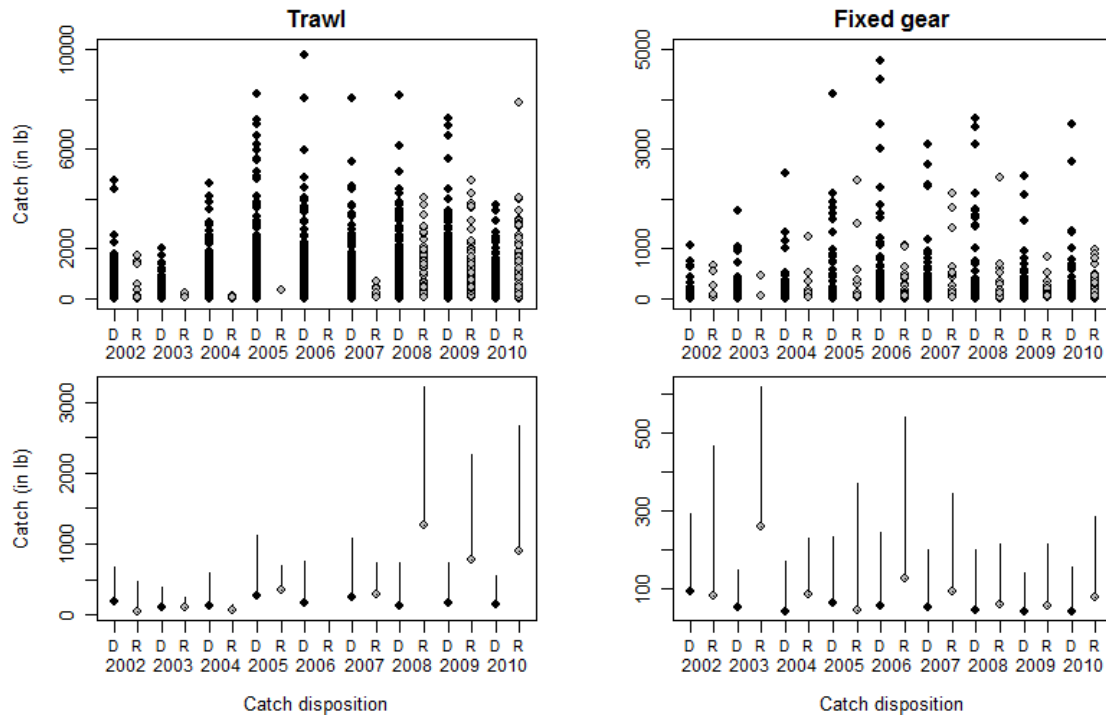 Trawl
Fixed gear
Catch (in lb)
10000
6000
2000
0
5000
3000
1000
0
D R D R D R D R D R D R D R D R D R
2002 2003 2004 2005 2006 2007 2008 2009 2010
D R D R D R D R D R D R D R D R D R
2002 2003 2004 2005 2006 2007 2008 2009 2010
Catch (in lb)
3000
2000
1000
0
500
300
100
D R D R D R D R D R D R D R D R D R
2002 2003 2004 2005 2006 2007 2008 2009 2010
D R D R D R D R D R D R D R D R D R
2002 2003 2004 2005 2006 2007 2008 2009 2010
Catch disposition
Catch disposition